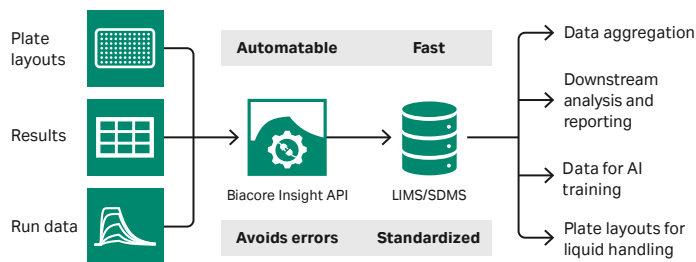 Plate
layouts
Results
Run data
Automatable
Fast
Biacore Insight API
LIMS/SDMS
Avoids errors
Standardized
Data aggregation
Downstream
analysis and
reporting
Data for AI
training
Plate layouts for
liquid handling